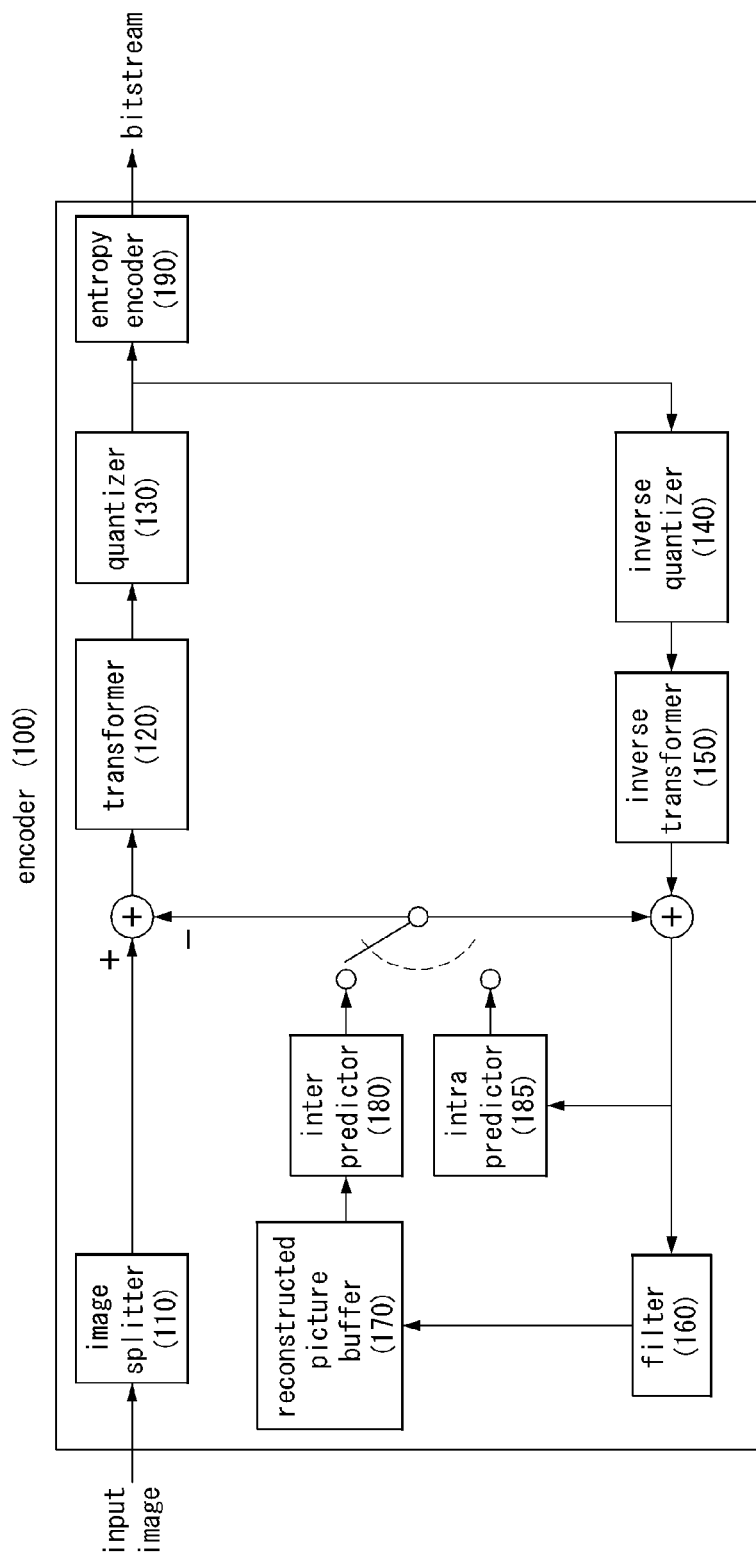 encoder (100)
input
image
image
splitter
(110)
+
−
+
transformer
(120)
quantizer
(130)
entropy
encoder
(190)
bitstream
reconstructed
picture
buffer
(170)
inter
predictor
(180)
intra
predictor
(185)
filter
(160)
+
inverse
transformer
(150)
inverse
quantizer
(140)